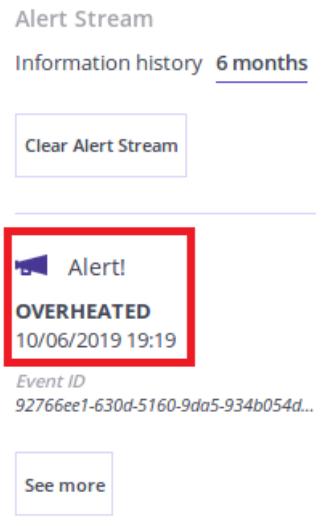 Alert Stream
Information history 6 months
Clear Alert Stream
Alert!
OVERHEATED
10/06/2019 19:19
Event ID
92766ee1-630d-5160-9da5-934b054d...
See more